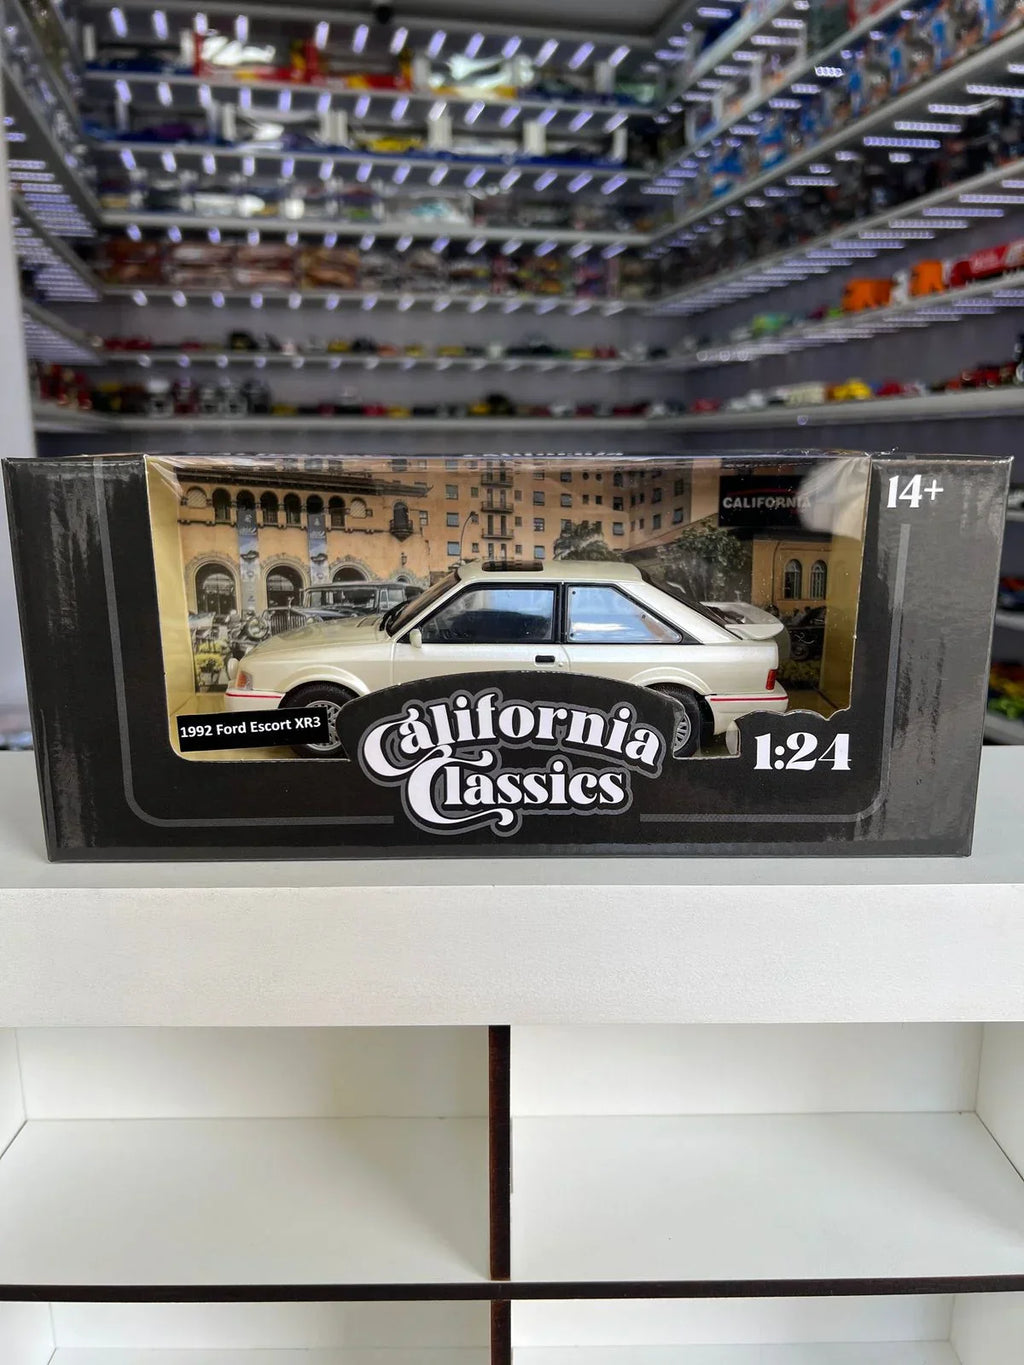 14+
CALIFORNIA
1992 Ford Escort XR3
California
Classics
1:24